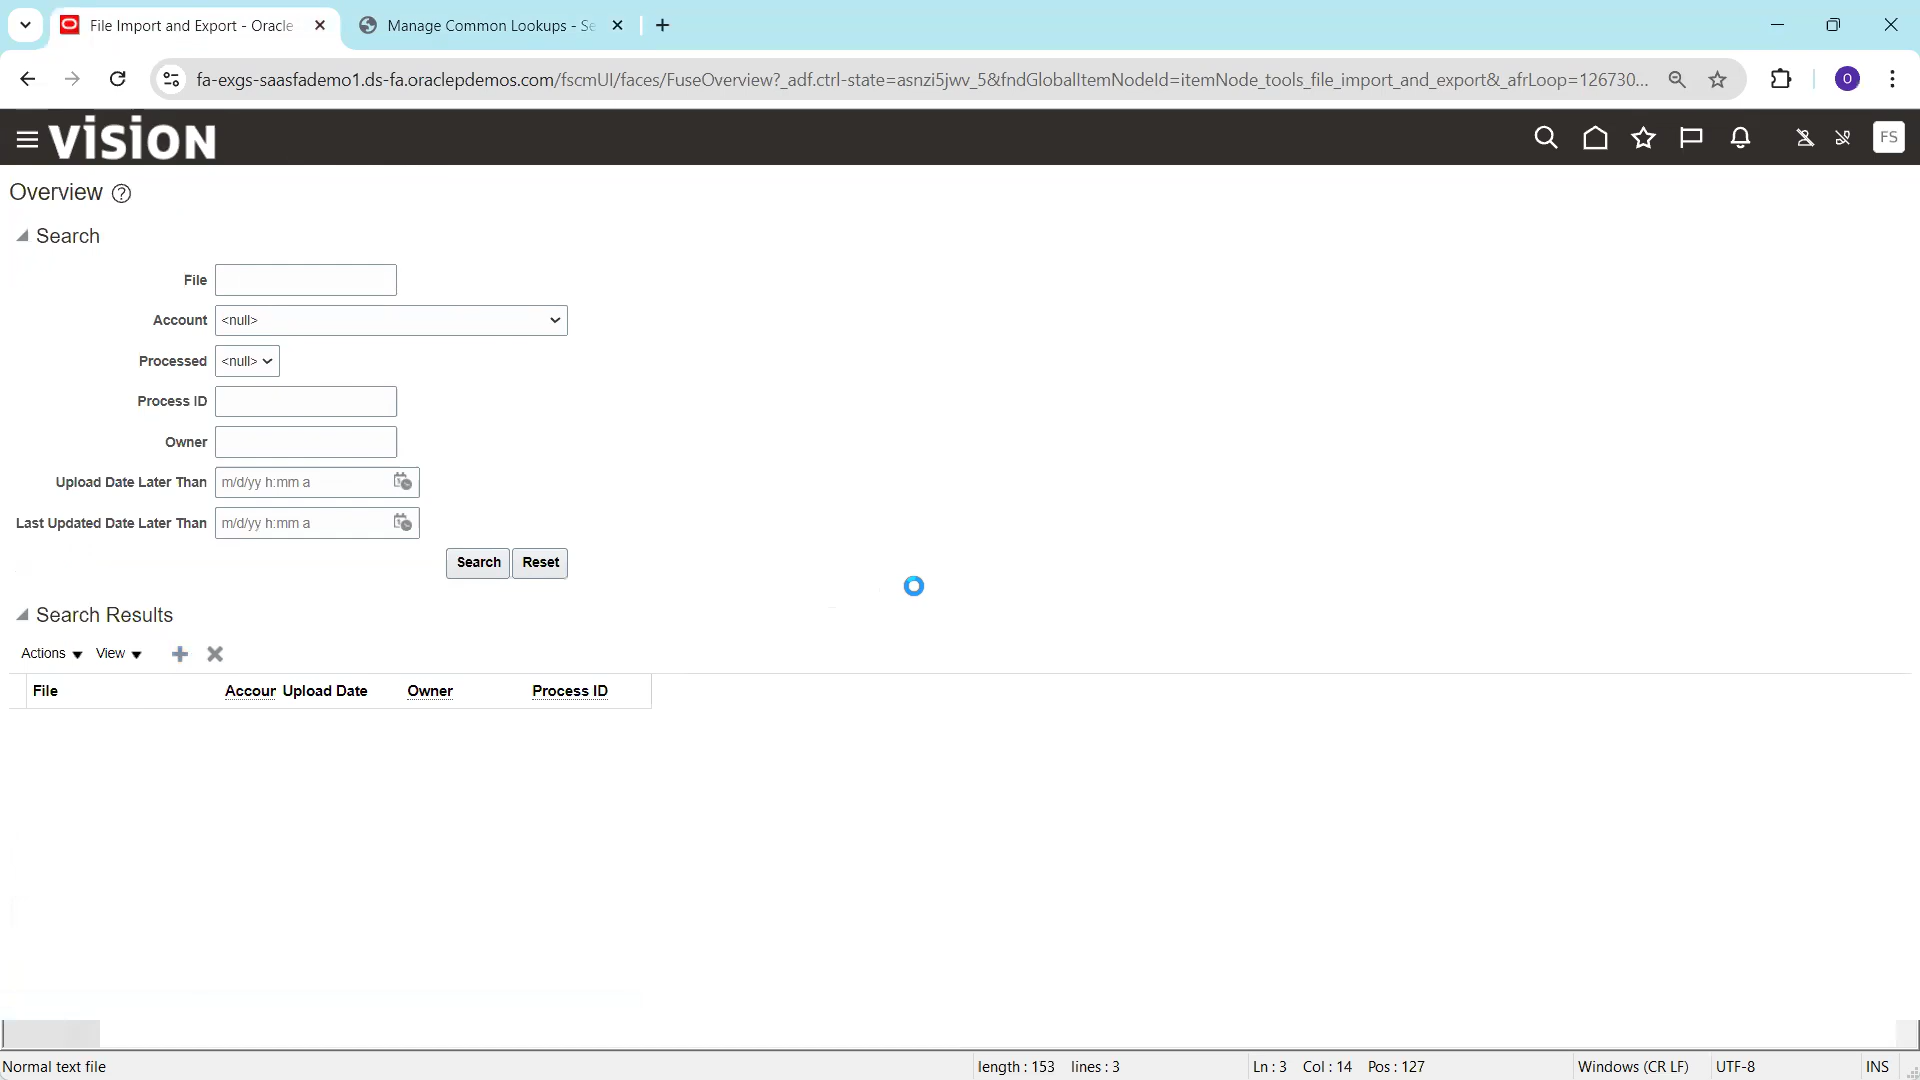 File Import and Export - Oracle
Manage Common Lookups - Se
fa-exgs-saasfademo1.ds-fa.oraclepdemos.com/fscmUI/faces/FuseOverview?_adf.ctrl-state=asnzi5jwv_5&fndGlobalItemNodeId=itemNode_tools_file_import_and_export&_afrLoop=126730...
O
vision
FS
Overview
Search
File
Account <null>
Processed <null>
Process ID
Owner
Upload Date Later Than m/d/yy h:mm a
Last Updated Date Later Than m/d/yy h:mm a
Search Reset
Search Results
Actions View
File Accour Upload Date Owner Process ID
Normal text file length : 153 lines : 3 Ln : 3 Col : 14 Pos : 127 Windows (CR LF) UTF-8 INS